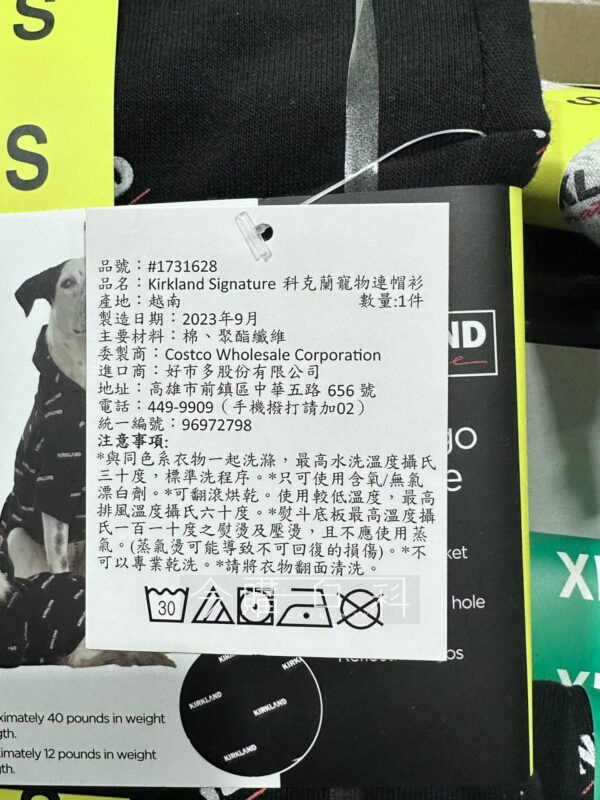 S
S
品號：#1731628
品名：Kirkland Signature 科克蘭寵物連帽衫
產地：越南 數量:1件
製造日期：2023年9月
主要材料：棉、聚酯纖維
委製商：Costco Wholesale Corporation
進口商：好市多股份有限公司
地址：高雄市前鎮區中華五路 656 號
電話：449-9909（手機撥打請加02）
統一編號：96972798
注意事項:
*與同色系衣物一起洗滌，最高水洗溫度攝氏
三十度，標準洗程序。*只可使用含氧/無氯
漂白劑。*可翻滾烘乾。使用較低溫度，最高
排風溫度攝氏六十度。*熨斗底板最高溫度攝
氏一百一十度之熨燙及壓燙，且不應使用蒸
氣。(蒸氣燙可能導致不可回復的損傷)。*不
可以專業乾洗。*請將衣物翻面清洗。
30
ND
go
e
ket
hole
ximately 40 pounds in weight
gth.
imately 12 pounds in weight
th.
KIRKLAND
KIRKLAND
KIRKLAND